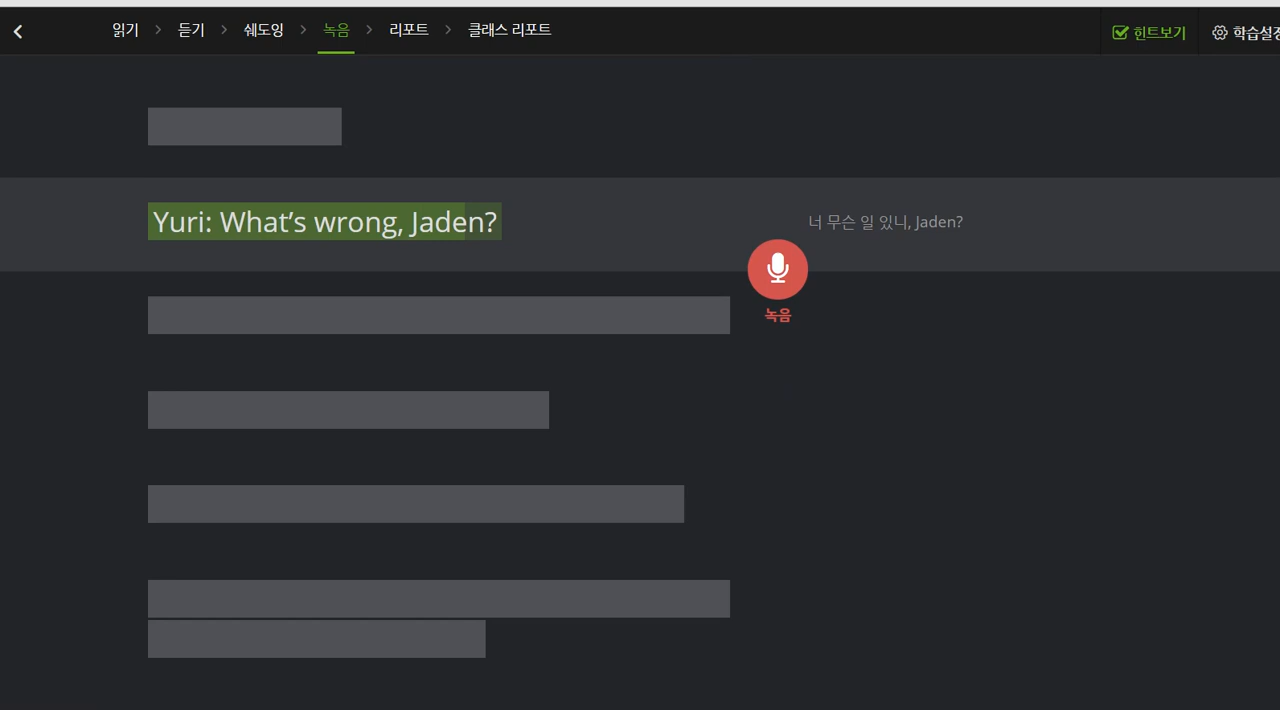 읽기 > 듣기 > 쉐도잉 > 녹음 > 리포트 > 클래스 리포트
힌트보기
학습설정
Yuri: What’s wrong, Jaden?
너 무슨 일 있니, Jaden?
녹음